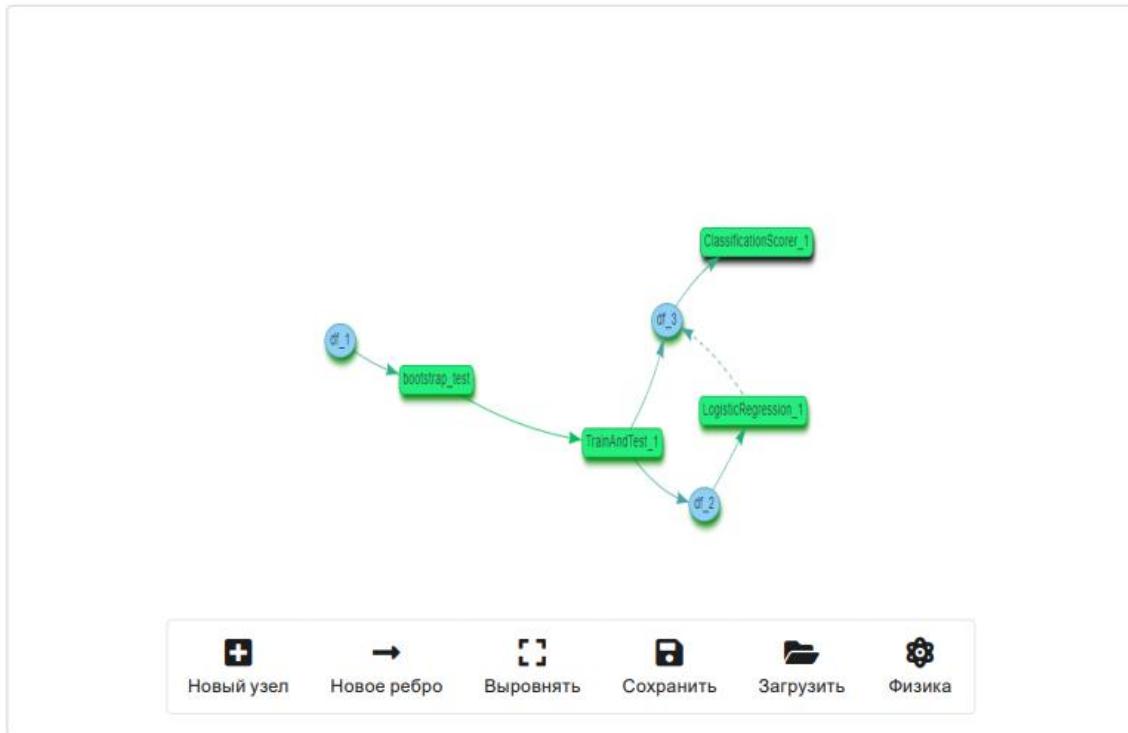 ClassificationScorer_1
df_3
df_1
bootstrap_test
LogisticRegression_1
TrainAndTest_1
df_2
Новый узел
Новое ребро
Выровнять
Сохранить
Загрузить
Физика